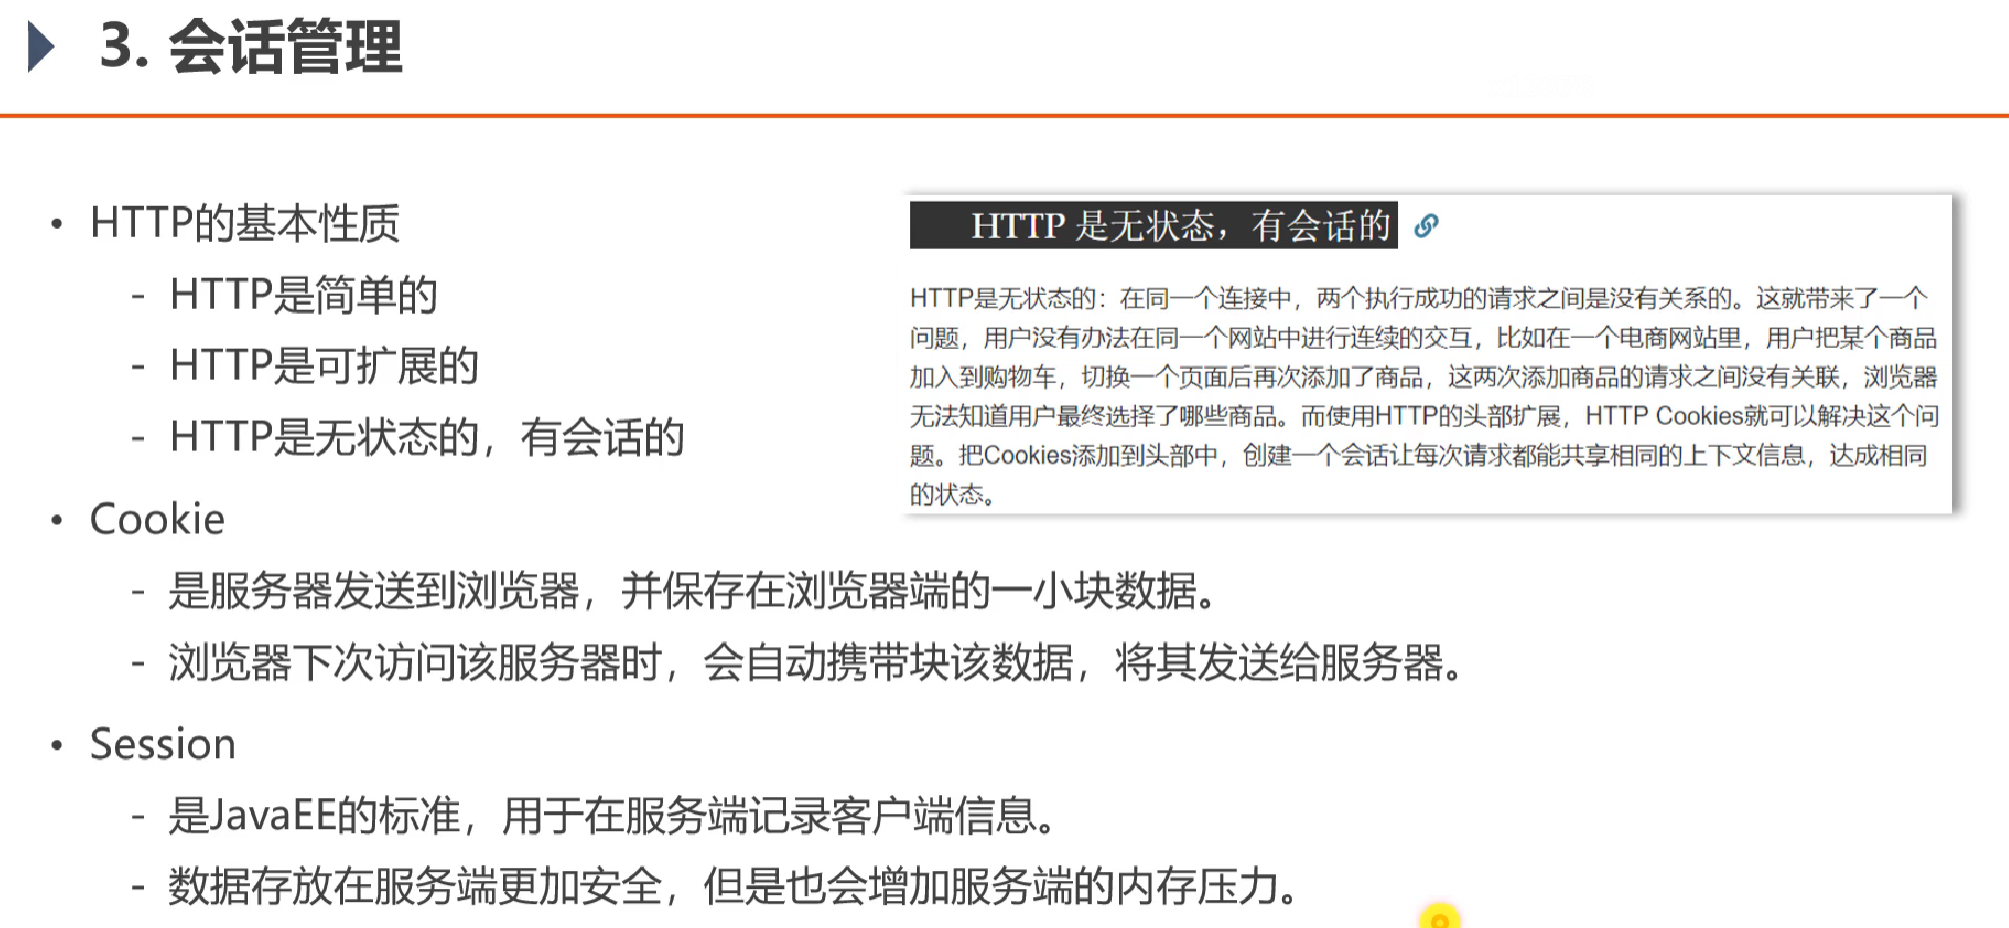 3. 会话管理
• HTTP的基本性质
- HTTP是简单的
- HTTP是可扩展的
- HTTP是无状态的，有会话的
HTTP 是无状态，有会话的
HTTP是无状态的：在同一个连接中，两个执行成功的请求之间是没有关系的。这就带来了一个
问题，用户没有办法在同一个网站中进行连续的交互，比如在一个电商网站里，用户把某个商品
加入到购物车，切换一个页面后再次添加了商品，这两次添加商品的请求之间没有关联，浏览器
无法知道用户最终选择了哪些商品。而使用HTTP的头部扩展，HTTP Cookies就可以解决这个问
题。把Cookies添加到头部中，创建一个会话让每次请求都能共享相同的上下文信息，达成相同
的状态。
• Cookie
- 是服务器发送到浏览器，并保存在浏览器端的一小块数据。
- 浏览器下次访问该服务器时，会自动携带块该数据，将其发送给服务器。
• Session
- 是JavaEE的标准，用于在服务端记录客户端信息。
- 数据存放在服务端更加安全，但是也会增加服务端的内存压力。